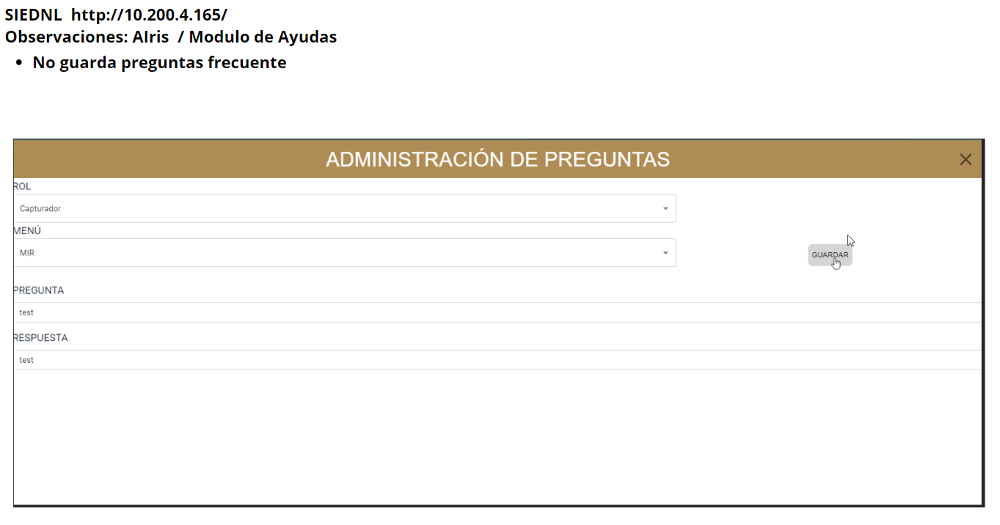 SIEDNL http://10.200.4.165/
Observaciones: AIris / Modulo de Ayudas
• No guarda preguntas frecuente
ADMINISTRACIÓN DE PREGUNTAS
ROL
Capturador
MENÚ
MIR
GUARDAR
PREGUNTA
test
RESPUESTA
test